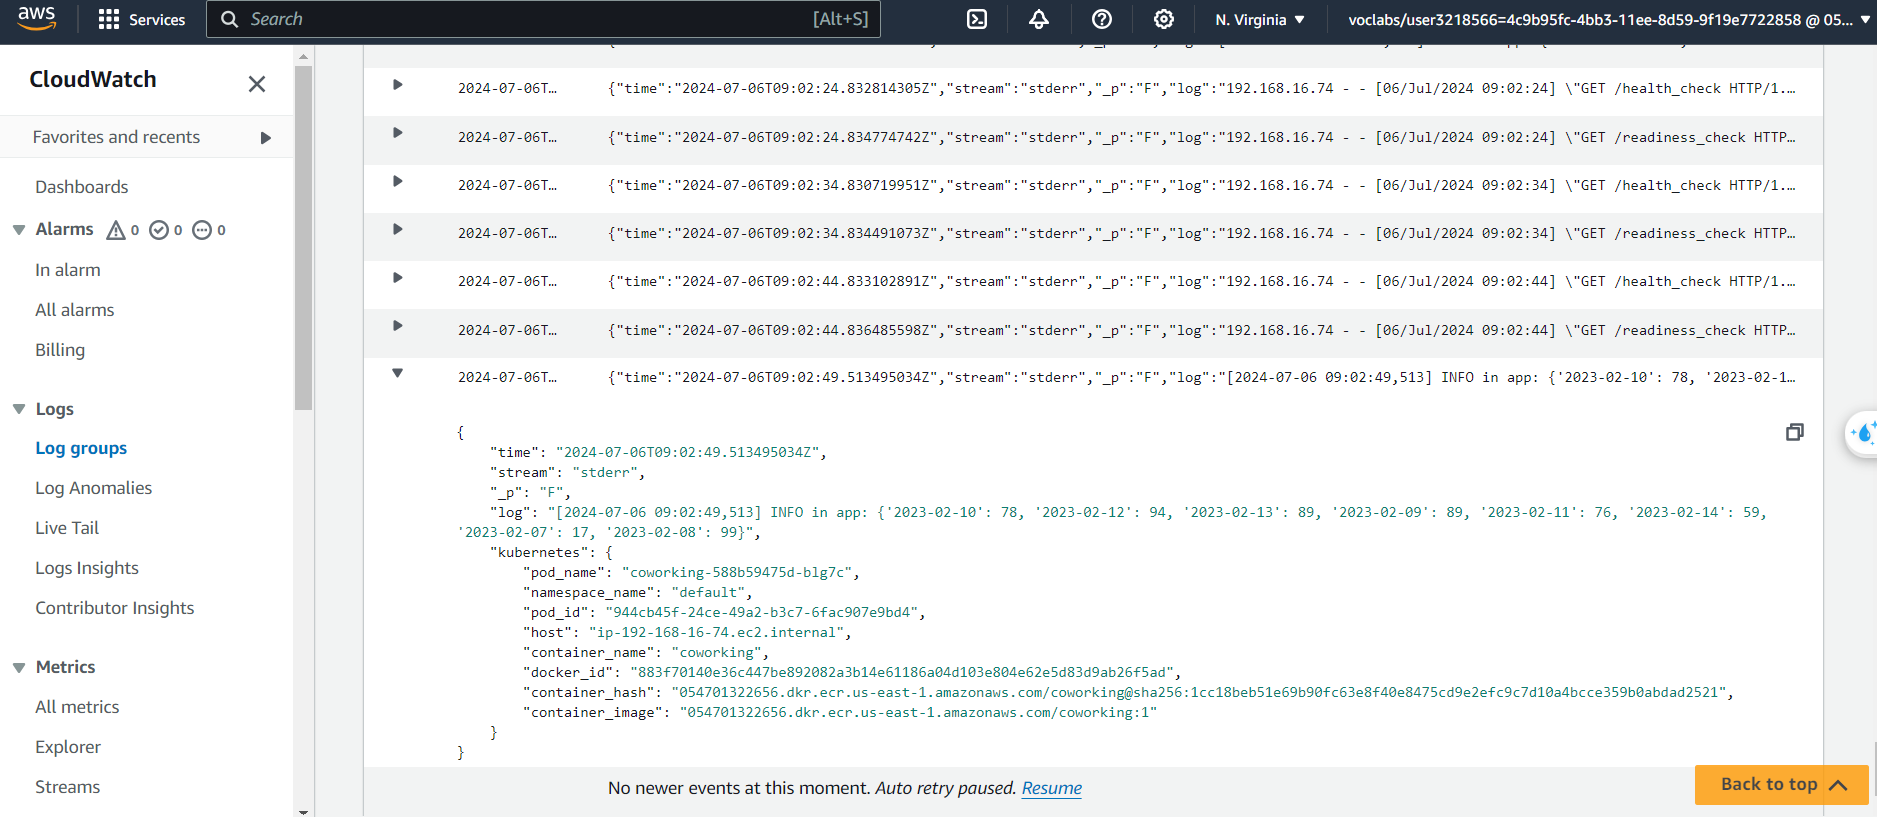 aws Services Search [Alt+S] N. Virginia voclabs/user3218566=4c9b95fc-4bb3-11ee-8d59-9f19e7722858 @ 05...
CloudWatch
Favorites and recents
Dashboards
Alarms 0 0 0
In alarm
All alarms
Billing
Logs
Log groups
Log Anomalies
Live Tail
Logs Insights
Contributor Insights
Metrics
All metrics
Explorer
Streams
2024-07-06T... {"time":"2024-07-06T09:02:24.832814305Z","stream":"stderr","_p":"F","log":"192.168.16.74 - - [06/Jul/2024 09:02:24] \"GET /health_check HTTP/1....
2024-07-06T... {"time":"2024-07-06T09:02:24.834774742Z","stream":"stderr","_p":"F","log":"192.168.16.74 - - [06/Jul/2024 09:02:24] \"GET /readiness_check HTTP...
2024-07-06T... {"time":"2024-07-06T09:02:34.830719951Z","stream":"stderr","_p":"F","log":"192.168.16.74 - - [06/Jul/2024 09:02:34] \"GET /health_check HTTP/1....
2024-07-06T... {"time":"2024-07-06T09:02:34.834491073Z","stream":"stderr","_p":"F","log":"192.168.16.74 - - [06/Jul/2024 09:02:34] \"GET /readiness_check HTTP...
2024-07-06T... {"time":"2024-07-06T09:02:44.833102891Z","stream":"stderr","_p":"F","log":"192.168.16.74 - - [06/Jul/2024 09:02:44] \"GET /health_check HTTP/1....
2024-07-06T... {"time":"2024-07-06T09:02:44.836485598Z","stream":"stderr","_p":"F","log":"192.168.16.74 - - [06/Jul/2024 09:02:44] \"GET /readiness_check HTTP...
2024-07-06T... {"time":"2024-07-06T09:02:49.513495034Z","stream":"stderr","_p":"F","log":"[2024-07-06 09:02:49,513] INFO in app: {'2023-02-10': 78, '2023-02-1...
{
"time": "2024-07-06T09:02:49.513495034Z",
"stream": "stderr",
"_p": "F",
"log": "[2024-07-06 09:02:49,513] INFO in app: {'2023-02-10': 78, '2023-02-12': 94, '2023-02-13': 89, '2023-02-09': 89, '2023-02-11': 76, '2023-02-14': 59,
'2023-02-07': 17, '2023-02-08': 99}",
"kubernetes": {
"pod_name": "coworking-588b59475d-blg7c",
"namespace_name": "default",
"pod_id": "944cb45f-24ce-49a2-b3c7-6fac907e9bd4",
"host": "ip-192-168-16-74.ec2.internal",
"container_name": "coworking",
"docker_id": "883f70140e36c447be892082a3b14e61186a04d103e804e62e5d83d9ab26f5ad",
"container_hash": "054701322656.dkr.ecr.us-east-1.amazonaws.com/coworking@sha256:1cc18beb51e69b90fc63e8f40e8475cd9e2efc9c7d10a4bcce359b0abdad2521",
"container_image": "054701322656.dkr.ecr.us-east-1.amazonaws.com/coworking:1"
}
}
No newer events at this moment. Auto retry paused. Resume
Back to top